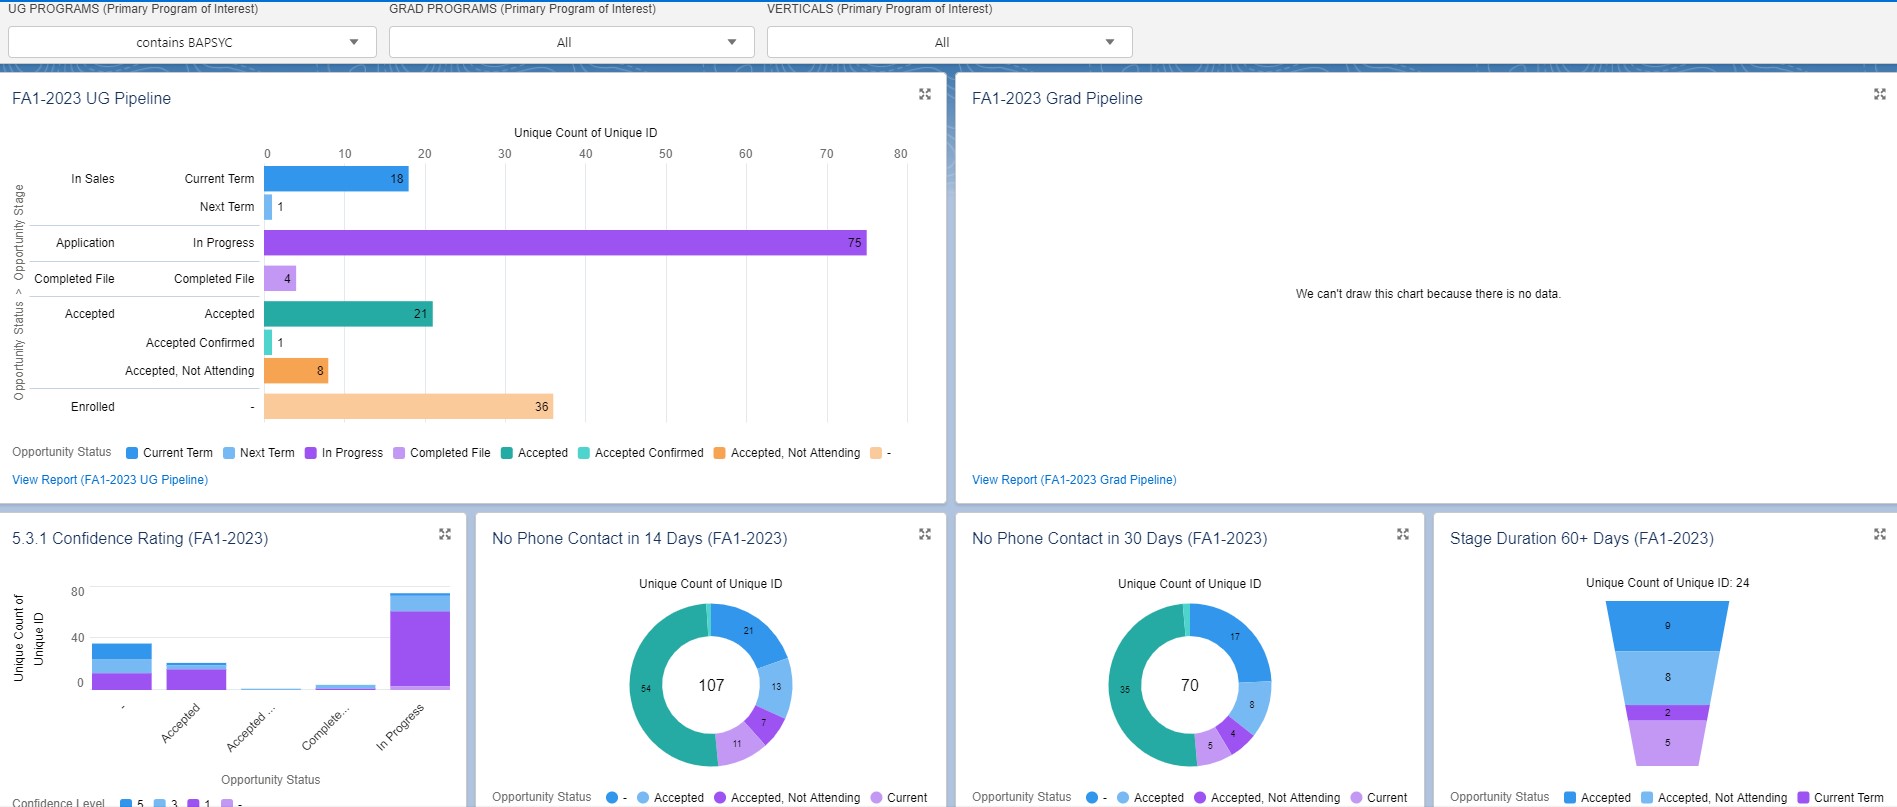 UG PROGRAMS (Primary Program of Interest)
GRAD PROGRAMS (Primary Program of Interest)
VERTICALS (Primary Program of Interest)
contains BAPSYC
All
All
FA1-2023 UG Pipeline
Unique Count of Unique ID
0 10 20 30 40 50 60 70 80
Opportunity Status > Opportunity Stage
In Sales Current Term 18
Next Term 1
Application In Progress 75
Completed File Completed File 4
Accepted Accepted 21
Accepted Confirmed 1
Accepted, Not Attending 8
Enrolled - 36
Opportunity Status Current Term Next Term In Progress Completed File Accepted Accepted Confirmed Accepted, Not Attending -
View Report (FA1-2023 UG Pipeline)
FA1-2023 Grad Pipeline
We can't draw this chart because there is no data.
View Report (FA1-2023 Grad Pipeline)
5.3.1 Confidence Rating (FA1-2023)
Unique Count of
Unique ID
80
40
0
-
Accepted
Accepted ...
Complete...
In Progress
Opportunity Status
Confidence Level 5 3 1 -
No Phone Contact in 14 Days (FA1-2023)
Unique Count of Unique ID
21
13
7
11
54
107
Opportunity Status - Accepted Accepted, Not Attending Current
No Phone Contact in 30 Days (FA1-2023)
Unique Count of Unique ID
17
8
4
5
35
70
Opportunity Status - Accepted Accepted, Not Attending Current
Stage Duration 60+ Days (FA1-2023)
Unique Count of Unique ID: 24
9
8
2
5
Opportunity Status Accepted Accepted, Not Attending Current Term